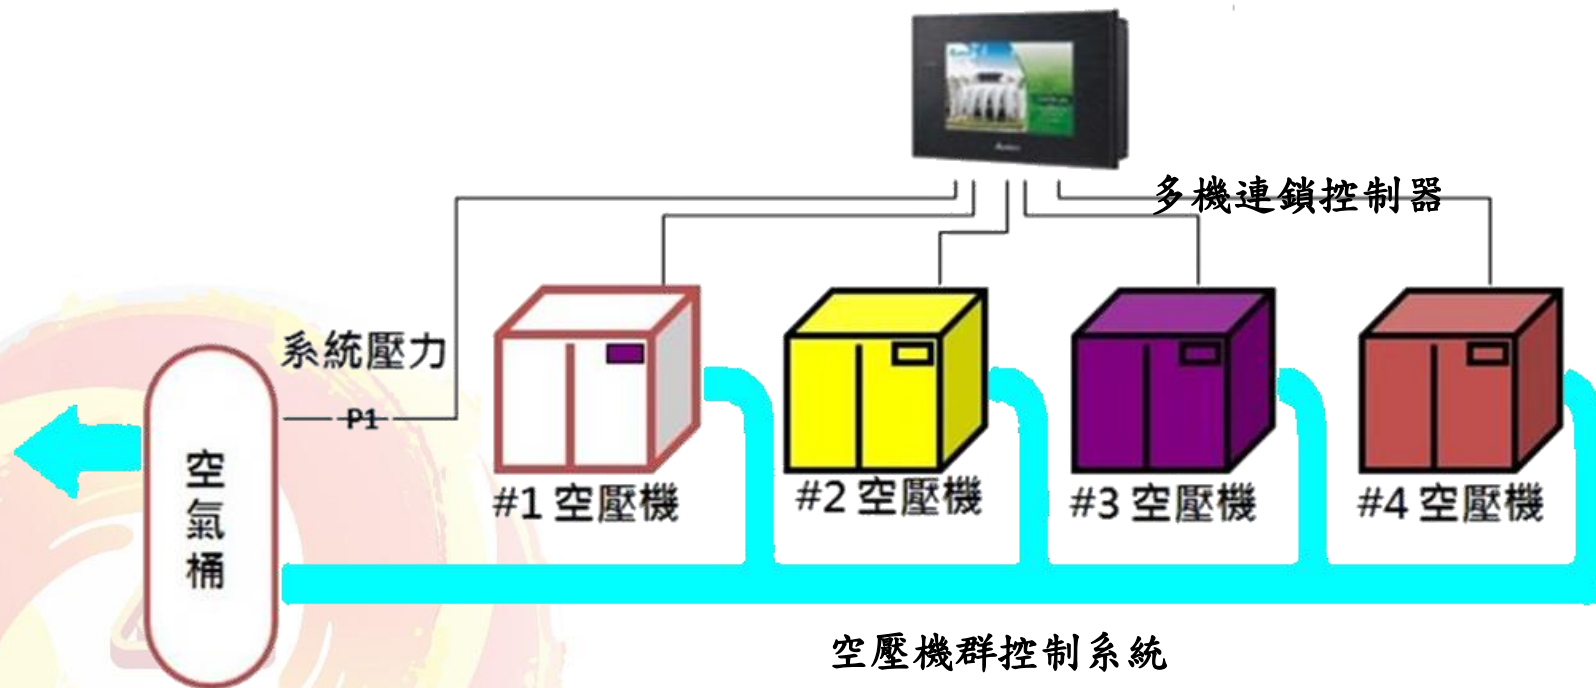 多機連鎖控制器
系統壓力
P1
空氣桶
#1 空壓機
#2 空壓機
#3 空壓機
#4 空壓機
空壓機群控制系統